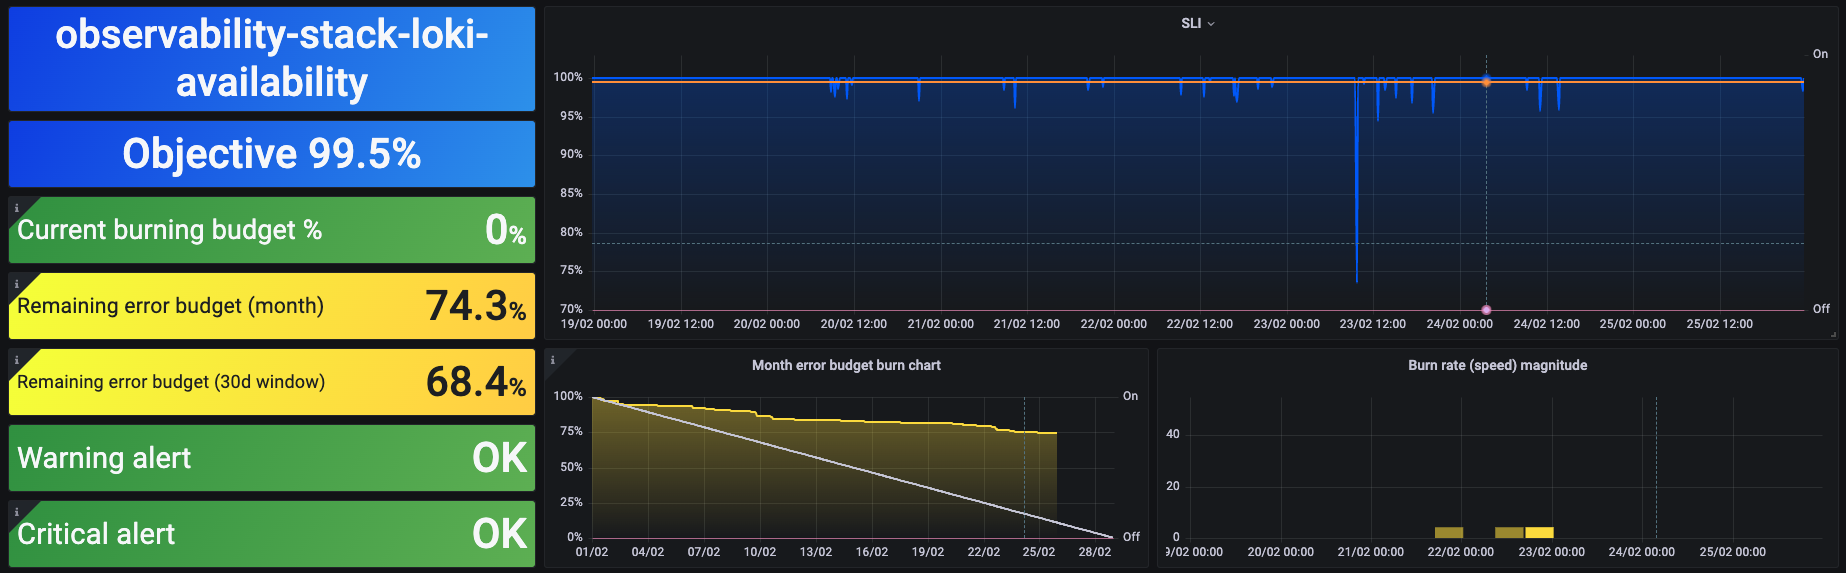 observability-stack-loki-
availability
Objective 99.5%
Current burning budget %
0%
Remaining error budget (month)
74.3%
Remaining error budget (30d window)
68.4%
Warning alert
OK
Critical alert
OK
SLI
On
100%
95%
90%
85%
80%
75%
70%
Off
19/02 00:00 19/02 12:00 20/02 00:00 20/02 12:00 21/02 00:00 21/02 12:00 22/02 00:00 22/02 12:00 23/02 00:00 23/02 12:00 24/02 00:00 24/02 12:00 25/02 00:00 25/02 12:00
Month error budget burn chart
100%
On
75%
50%
25%
0%
Off
01/02 04/02 07/02 10/02 13/02 16/02 19/02 22/02 25/02 28/02
Burn rate (speed) magnitude
40
20
0
9/02 00:00 20/02 00:00 21/02 00:00 22/02 00:00 23/02 00:00 24/02 00:00 25/02 00:00